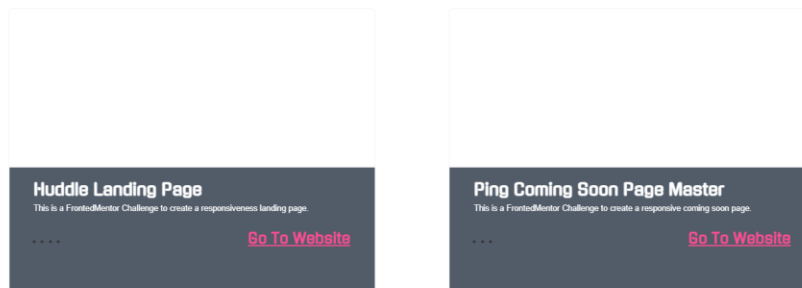 Huddle Landing Page
This is a FrontedMentor Challenge to create a responsiveness landing page.
Go To Website
Ping Coming Soon Page Master
This is a FrontedMentor Challenge to create a responsive coming soon page.
Go To Website